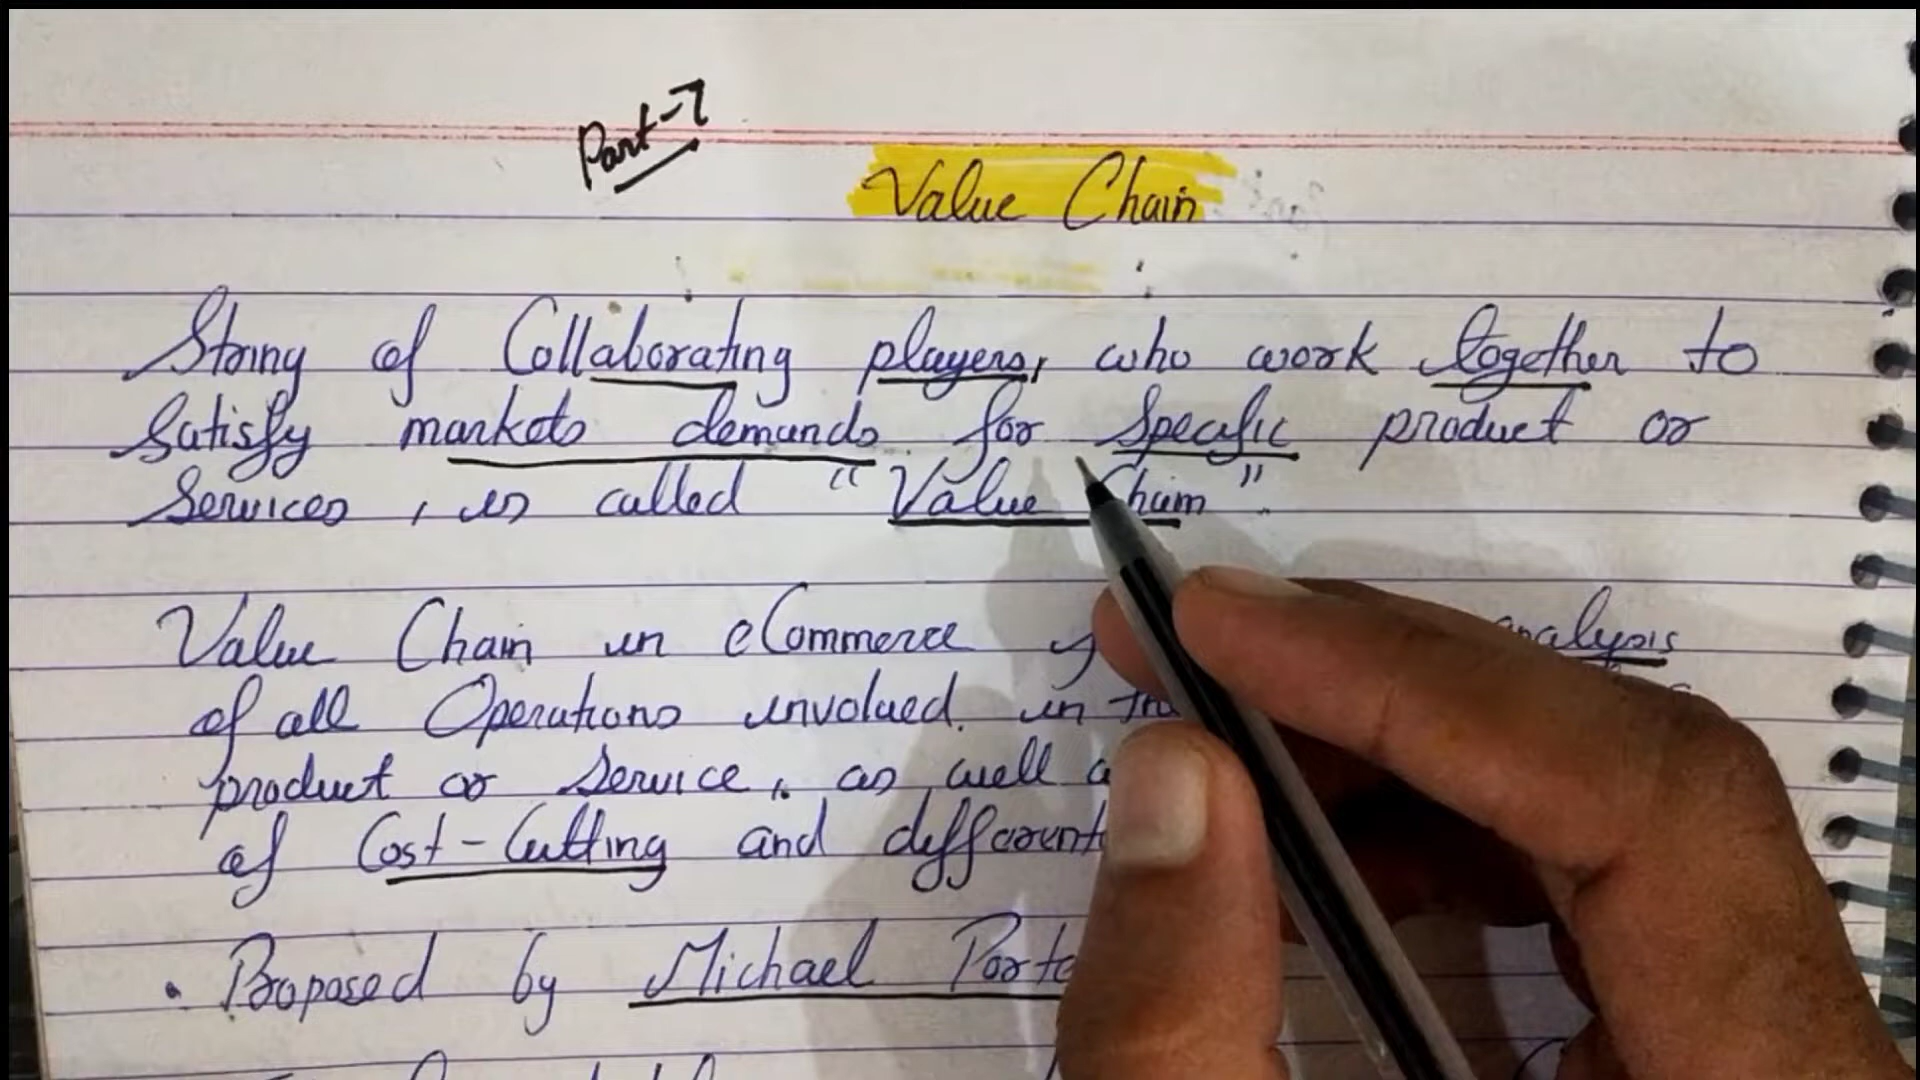 Part-7
Value Chain
String of Collaborating players, who work together to
Satisfy markets demands for Specific product or
Services, is called "Value Chain".
Value Chain in eCommerce analysis
of all Operations involved in the
product or Service, as well
of Cost-Cutting and
• Proposed by Michael